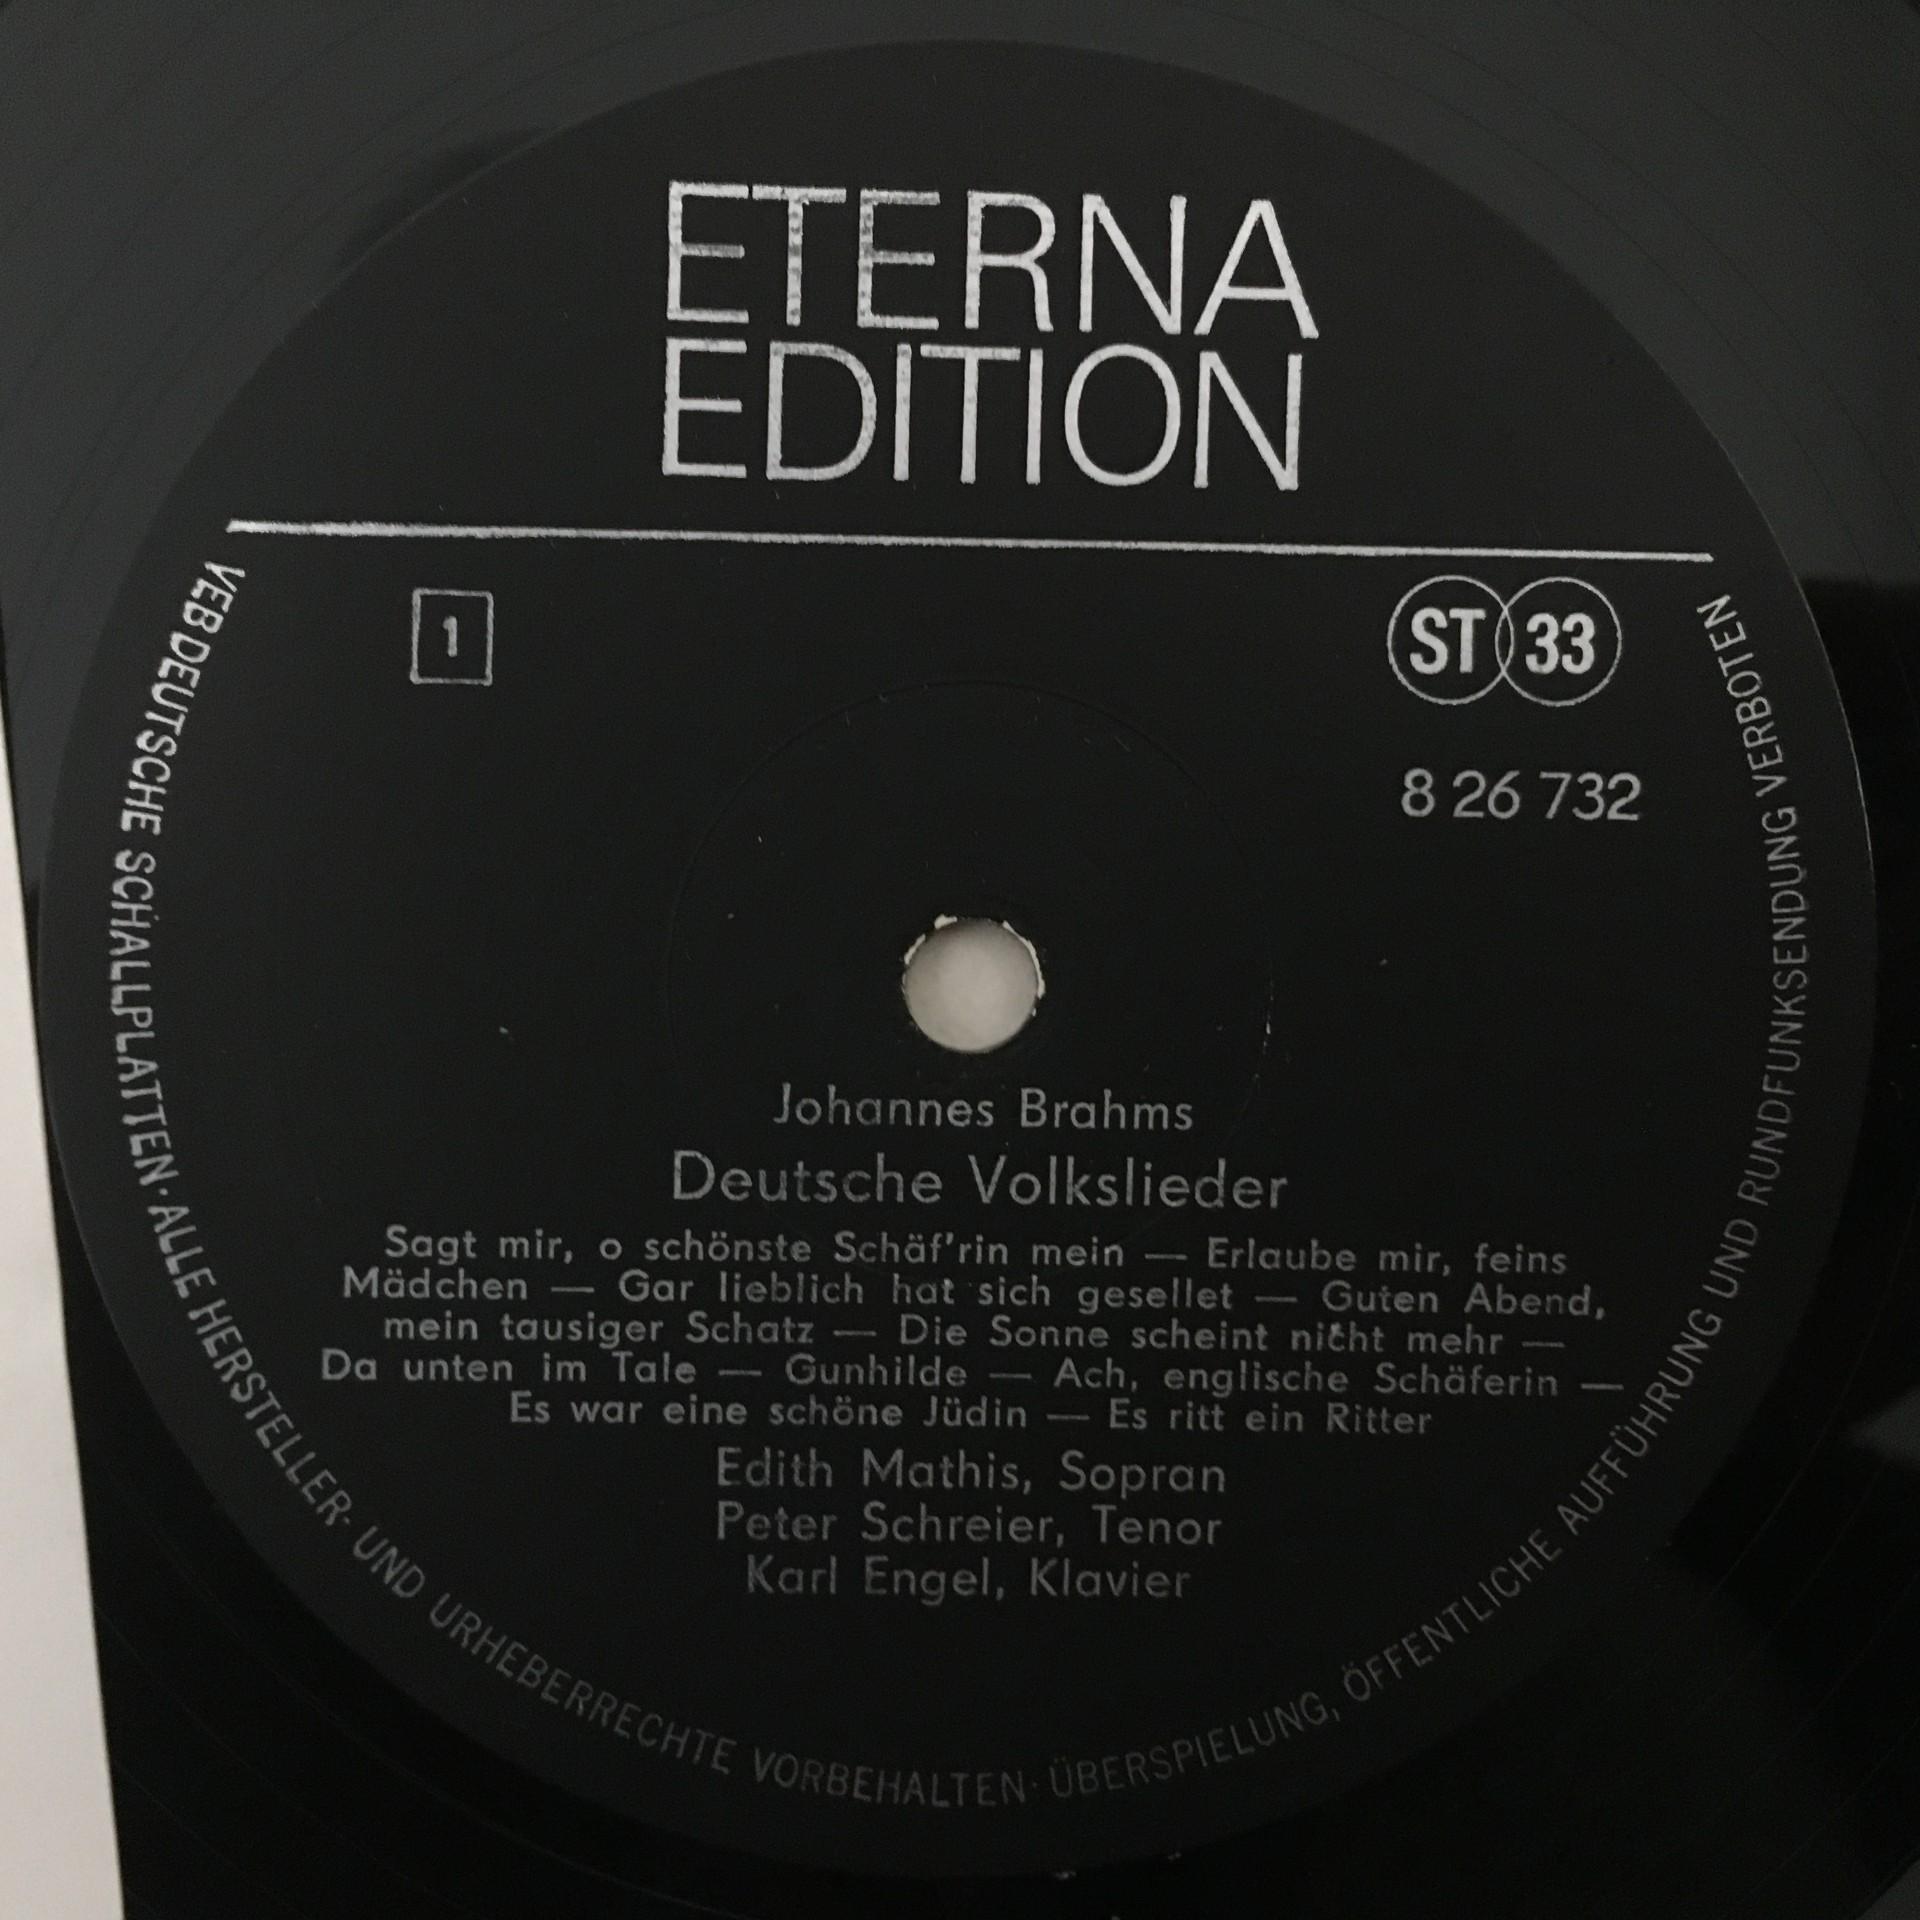 ETERNA
EDITION
1
ST 33
8 26 732
Johannes Brahms
Deutsche Volkslieder
Sagt mir, o schönste Schäf'rin mein — Erlaube mir, feins
Mädchen — Gar lieblich hat sich gesellet — Guten Abend,
mein tausiger Schatz — Die Sonne scheint nicht mehr —
Da unten im Tale — Gunhilde — Ach, englische Schäferin —
Es war eine schöne Jüdin — Es ritt ein Ritter
Edith Mathis, Sopran
Peter Schreier, Tenor
Karl Engel, Klavier
VEB DEUTSCHE SCHALLPLATTEN · ALLE HERSTELLER- UND URHEBERRECHTE VORBEHALTEN · ÜBERSPIELUNG, ÖFFENTLICHE AUFFÜHRUNG UND RUNDFUNKSENDUNG VERBOTEN